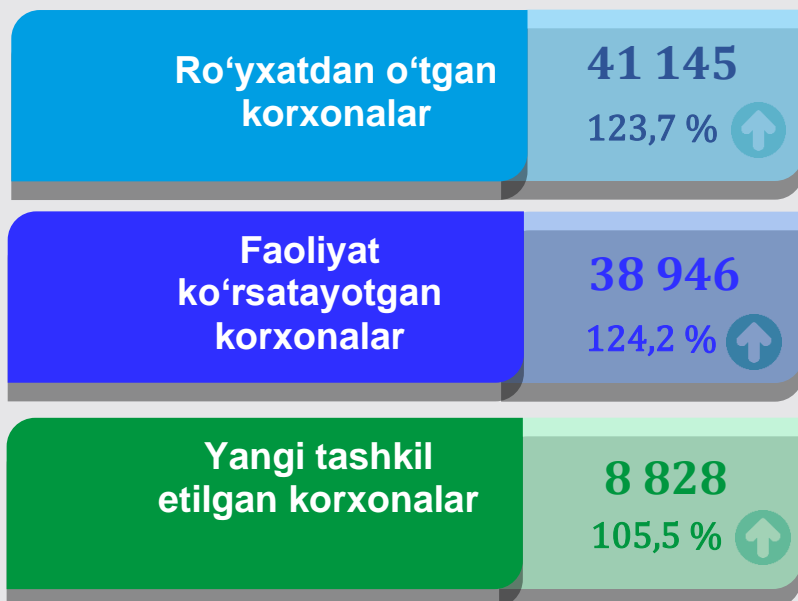 Ro‘yxatdan o‘tgan
korxonalar
41 145
123,7 %
Faoliyat
ko‘rsatayotgan
korxonalar
38 946
124,2 %
Yangi tashkil
etilgan korxonalar
8 828
105,5 %